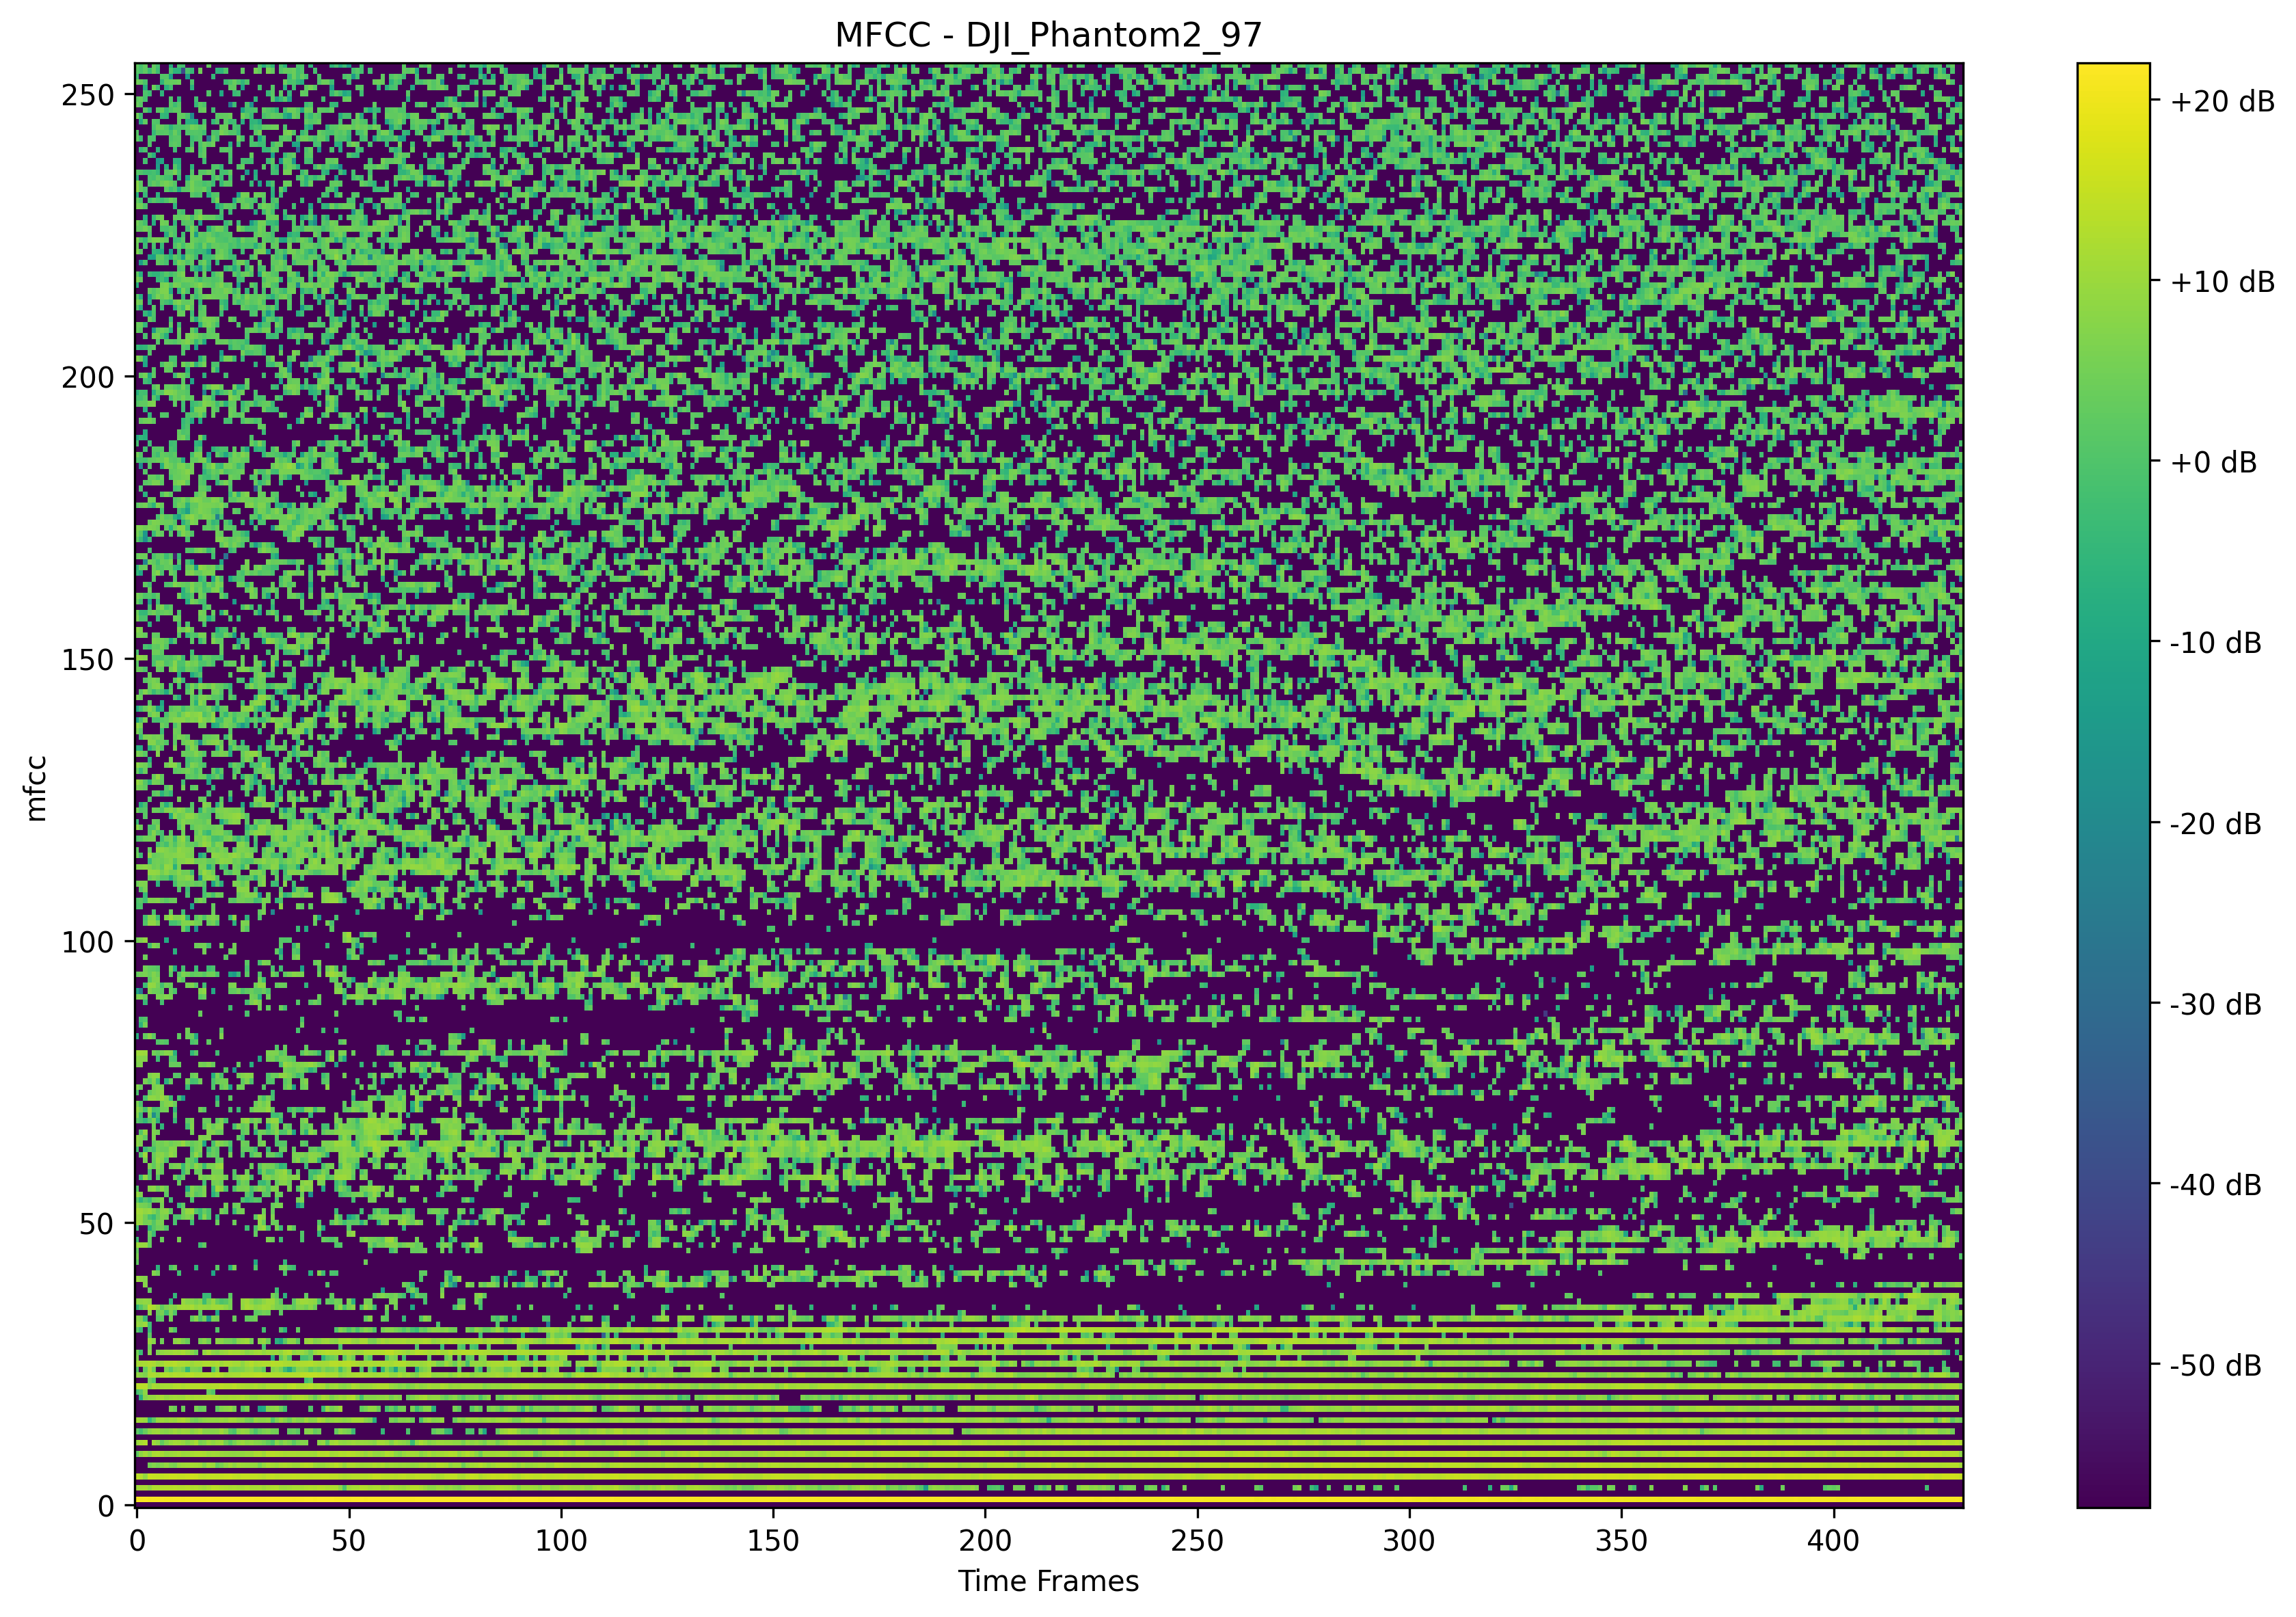 MFCC - DJI_Phantom2_97
250
200
150
100
50
0
mfcc
0 50 100 150 200 250 300 350 400
Time Frames
+20 dB
+10 dB
+0 dB
-10 dB
-20 dB
-30 dB
-40 dB
-50 dB